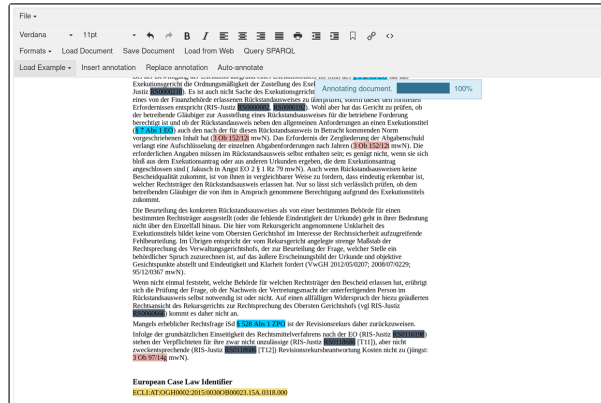 File
Verdana 11pt B I
Formats Load Document Save Document Load from Web Query SPARQL
Load Example Insert annotation Replace annotation Auto-annotate
Annotating document. 100%
Exekutionsgericht die Ordnungsmäßigkeit der Zustellung des Exe
Justiz RS0000210). Es ist auch nicht Sache des Exekutionsgericht
eines von der Finanzbehörde erlassenen Rückstandsausweises zu überprüfen, sofern dieser den formellen
Erfordernissen entspricht (RIS-Justiz RS0000082, RS0000192). Wohl aber hat das Gericht zu prüfen, ob
der betreibende Gläubiger zur Ausstellung eines Rückstandsausweises für die betriebene Forderung
berechtigt ist und ob der Rückstandsausweis neben den allgemeinen Anforderungen an einen Exekutionstitel
(§ 7 Abs 1 EO) auch den nach der für diesen Rückstandsausweis in Betracht kommenden Norm
vorgeschriebenen Inhalt hat (3 Ob 152/12t mwN). Das Erfordernis der Zergliederung der Abgabenschuld
verlangt eine Aufschlüsselung der einzelnen Abgabenforderungen nach Jahren (3 Ob 152/12t mwN). Die
erforderlichen Angaben müssen im Rückstandsausweis selbst enthalten sein; es genügt nicht, wenn sie sich
bloß aus dem Exekutionsantrag oder aus anderen Urkunden ergeben, die dem Exekutionsantrag
angeschlossen sind ( Jakusch in Angst EO 2 § 1 Rz 79 mwN). Auch wenn Rückstandsausweisen keine
Bescheidqualität zukommt, ist von ihnen in vergleichbarer Weise zu fordern, dass eindeutig erkennbar ist,
welcher Rechtsträger den Rückstandsausweis erlassen hat. Nur so lässt sich verlässlich prüfen, ob dem
betreibenden Gläubiger die von ihm in Anspruch genommene Berechtigung aufgrund des Exekutionstitels
zukommt.
Die Beurteilung des konkreten Rückstandsausweises als von einer bestimmten Behörde für einen
bestimmten Rechtsträger ausgestellt (oder die fehlende Eindeutigkeit der Urkunde) geht in ihrer Bedeutung
nicht über den Einzelfall hinaus. Die hier vom Rekursgericht angenommene Unklarheit des
Exekutionstitels bildet keine vom Obersten Gerichtshof im Interesse der Rechtssicherheit aufzugreifende
Fehlbeurteilung. Im Übrigen entspricht der vom Rekursgericht angelegte strenge Maßstab der
Rechtsprechung des Verwaltungsgerichtshofs, der zur Beurteilung der Frage, welcher Stelle ein
behördlicher Spruch zuzurechnen ist, auf das äußere Erscheinungsbild der Urkunde und objektive
Gesichtspunkte abstellt und Eindeutigkeit und Klarheit fordert (VwGH 2012/05/0207; 2008/07/0229;
95/12/0367 mwN).
Wenn nicht einmal feststeht, welche Behörde für welchen Rechtsträger den Bescheid erlassen hat, erübrigt
sich die Prüfung der Frage, ob der Nachweis der Vertretungsmacht der unterfertigenden Person im
Rückstandsausweis selbst notwendig ist oder nicht. Auf einen allfälligen Widerspruch der hierzu geäußerten
Rechtsansicht des Rekursgerichts zur Rechtsprechung des Obersten Gerichtshofs (vgl RIS-Justiz
kommt es daher nicht an.
Mangels erheblicher Rechtsfrage iSd § 528 Abs 1 ZPO ist der Revisionsrekurs daher zurückzuweisen.
Infolge der grundsätzlichen Einseitigkeit des Rechtsmittelverfahrens nach der EO (RIS-Justiz RS0116198)
stehen der Verpflichteten für ihre zwar nicht unzulässige (RIS-Justiz RS0118686 [T11]), aber nicht
zweckentsprechende (RIS-Justiz RS0118686 [T12]) Revisionsrekursbeantwortung Kosten nicht zu (jüngst:
3 Ob 97/14g mwN).
European Case Law Identifier
ECLI:AT:OGH0002:2015:0030OB00023.15A.0318.000